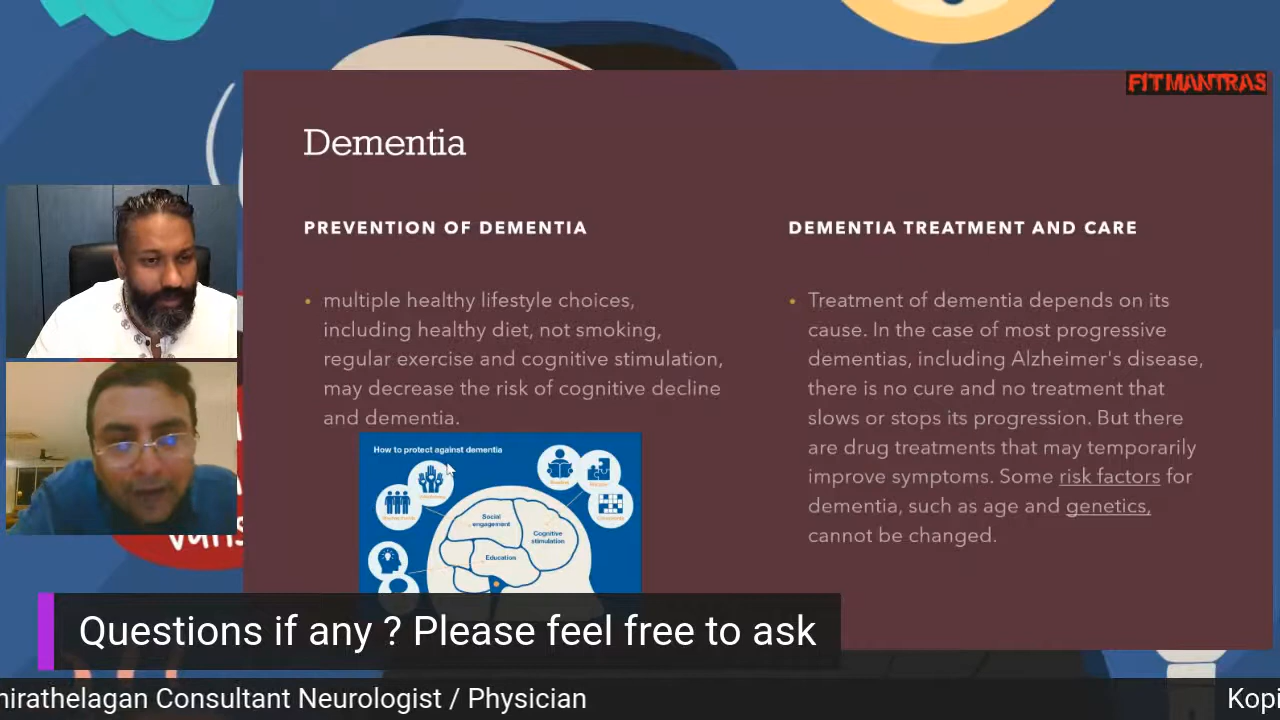 FITMANTRAS
Dementia
PREVENTION OF DEMENTIA
multiple healthy lifestyle choices,
including healthy diet, not smoking,
regular exercise and cognitive stimulation,
may decrease the risk of cognitive decline
and dementia.
How to protect against dementia
Social
engagement
Cognitive
stimulation
Education
DEMENTIA TREATMENT AND CARE
Treatment of dementia depends on its
cause. In the case of most progressive
dementias, including Alzheimer's disease,
there is no cure and no treatment that
slows or stops its progression. But there
are drug treatments that may temporarily
improve symptoms. Some risk factors for
dementia, such as age and genetics,
cannot be changed.
Questions if any ? Please feel free to ask
hirathelagan Consultant Neurologist / Physician
Kopi